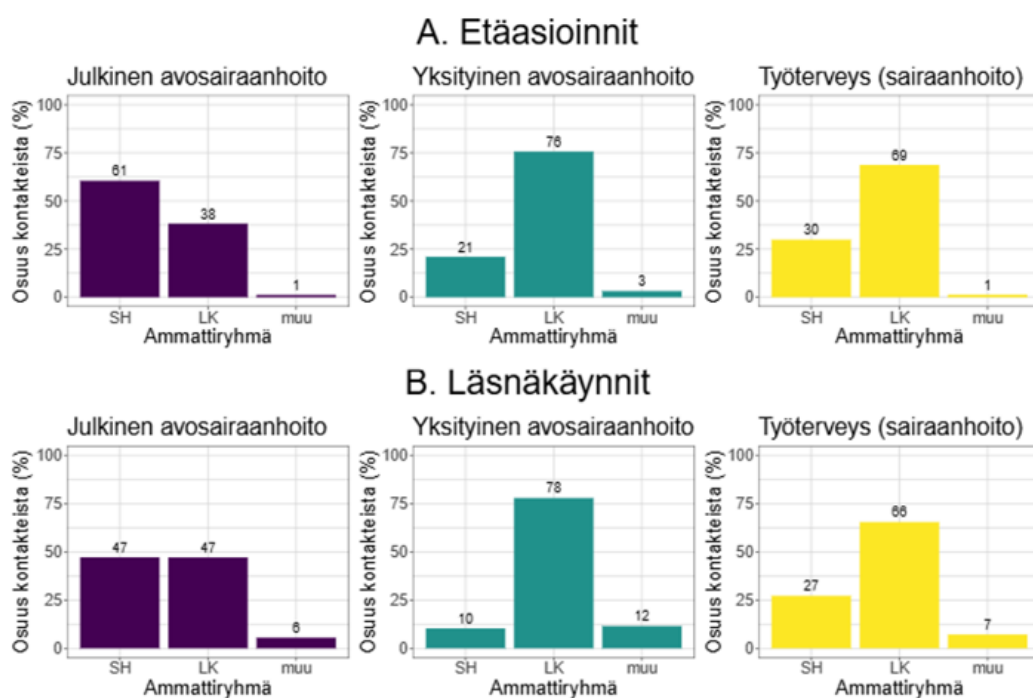 A. Etäasioinnit
Julkinen avosairaanhoito
Osuus kontakteista (%)
100
75
50
25
0
61
38
1
SH LK muu
Ammattiryhmä
Yksityinen avosairaanhoito
Osuus kontakteista (%)
100
75
50
25
0
21
76
3
SH LK muu
Ammattiryhmä
Työterveys (sairaanhoito)
Osuus kontakteista (%)
100
75
50
25
0
30
69
1
SH LK muu
Ammattiryhmä
B. Läsnäkäynnit
Julkinen avosairaanhoito
Osuus kontakteista (%)
100
75
50
25
0
47
47
6
SH LK muu
Ammattiryhmä
Yksityinen avosairaanhoito
Osuus kontakteista (%)
100
75
50
25
0
10
78
12
SH LK muu
Ammattiryhmä
Työterveys (sairaanhoito)
Osuus kontakteista (%)
100
75
50
25
0
27
66
7
SH LK muu
Ammattiryhmä